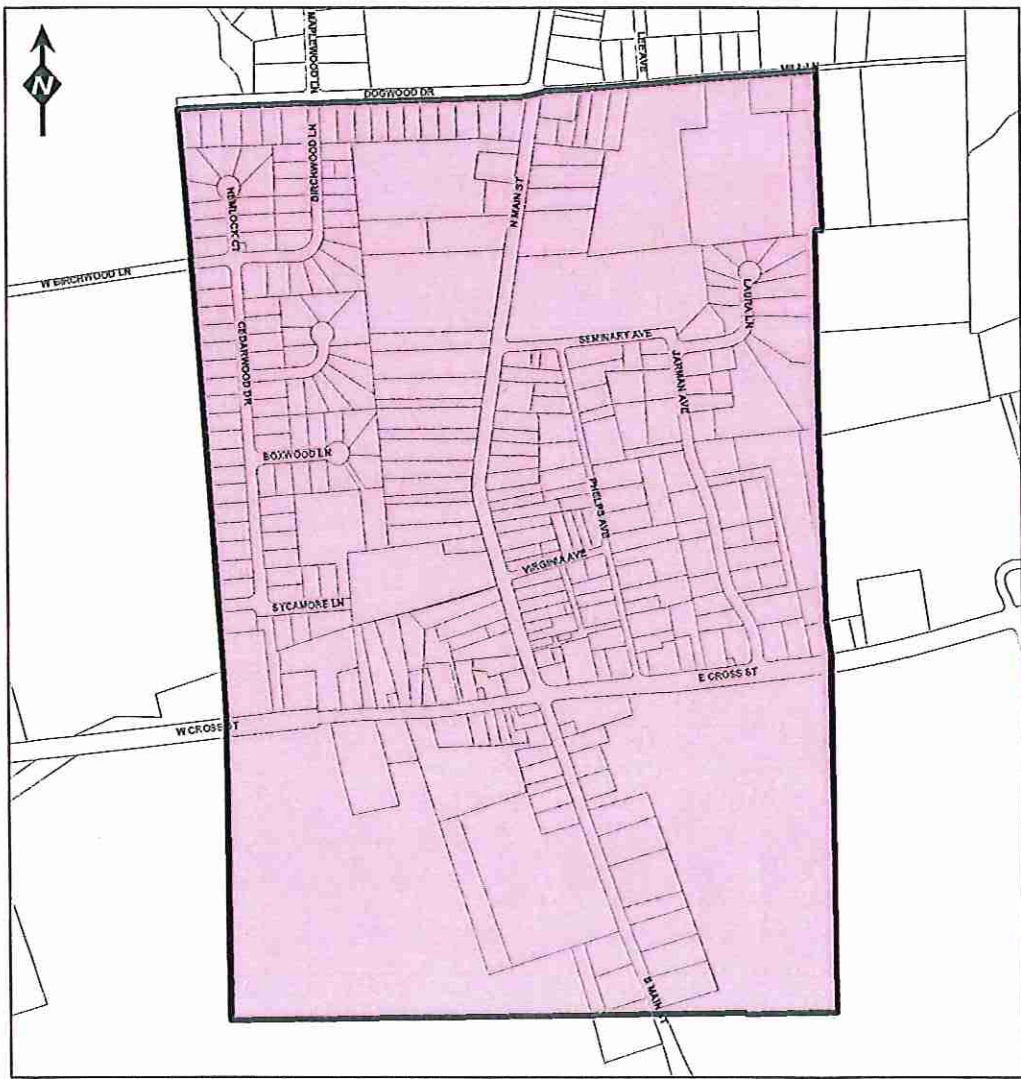 MAPLEWOOD LN
LEE AVE
MILL LN
DOGWOOD DR
N
BIRCHWOOD LN
HEMLOCK CT
N MAIN ST
W BIRCHWOOD LN
LAURA LN
CEDARWOOD DR
SEMINARY AVE
JARMAN AVE
BOXWOOD LN
PHELPS AVE
VIRGINIA AVE
SYCAMORE LN
E CROSS ST
W CROSS ST
S MAIN ST